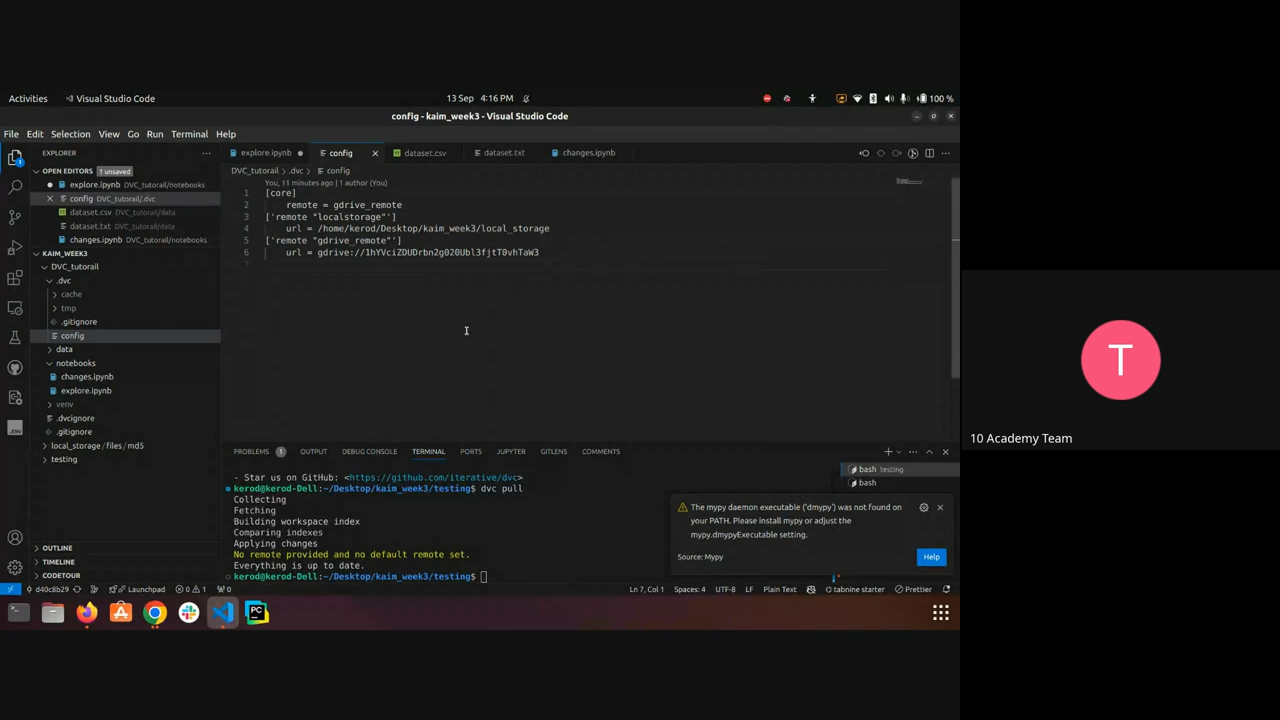 Activities
Visual Studio Code
13 Sep 4:16 PM
100 %
config - kaim_week3 - Visual Studio Code
File Edit Selection View Go Run Terminal Help
EXPLORER
explore.ipynb
config
dataset.csv
dataset.txt
changes.ipynb
OPEN EDITORS 1 unsaved
explore.ipynb DVC_tutorail/notebooks
config DVC_tutorail/.dvc
dataset.csv DVC_tutorail/data
dataset.txt DVC_tutorail/data
changes.ipynb DVC_tutorail/notebooks
KAIM_WEEK3
DVC_tutorail
.dvc
cache
tmp
.gitignore
config
data
notebooks
changes.ipynb
explore.ipynb
venv
.dvcignore
.gitignore
local_storage / files / md5
testing
OUTLINE
TIMELINE
CODETOUR
DVC_tutorail > .dvc > config
You, 11 minutes ago | 1 author (You)
1 [core]
2 remote = gdrive_remote
3 ['remote "localstorage"']
4 url = /home/kerod/Desktop/kaim_week3/local_storage
5 ['remote "gdrive_remote"']
6 url = gdrive://1hYVciZDUDrbn2g020Ubl3fjtT0vhTaW3
7
PROBLEMS 1 OUTPUT DEBUG CONSOLE TERMINAL PORTS JUPYTER GITLENS COMMENTS
- Star us on GitHub: <https://github.com/iterative/dvc>
kerod@kerod-Dell:~/Desktop/kaim_week3/testing$ dvc pull
Collecting
Fetching
Building workspace index
Comparing indexes
Applying changes
No remote provided and no default remote set.
Everything is up to date.
kerod@kerod-Dell:~/Desktop/kaim_week3/testing$
bash testing
bash
The mypy daemon executable ('dmypy') was not found on
your PATH. Please install mypy or adjust the
mypy.dmypyExecutable setting.
Source: Mypy
Help
d40c8b29
Launchpad
0 1
0
Ln 7, Col 1
Spaces: 4
UTF-8
LF
Plain Text
tabnine starter
Prettier
.ENV
PC
T
10 Academy Team